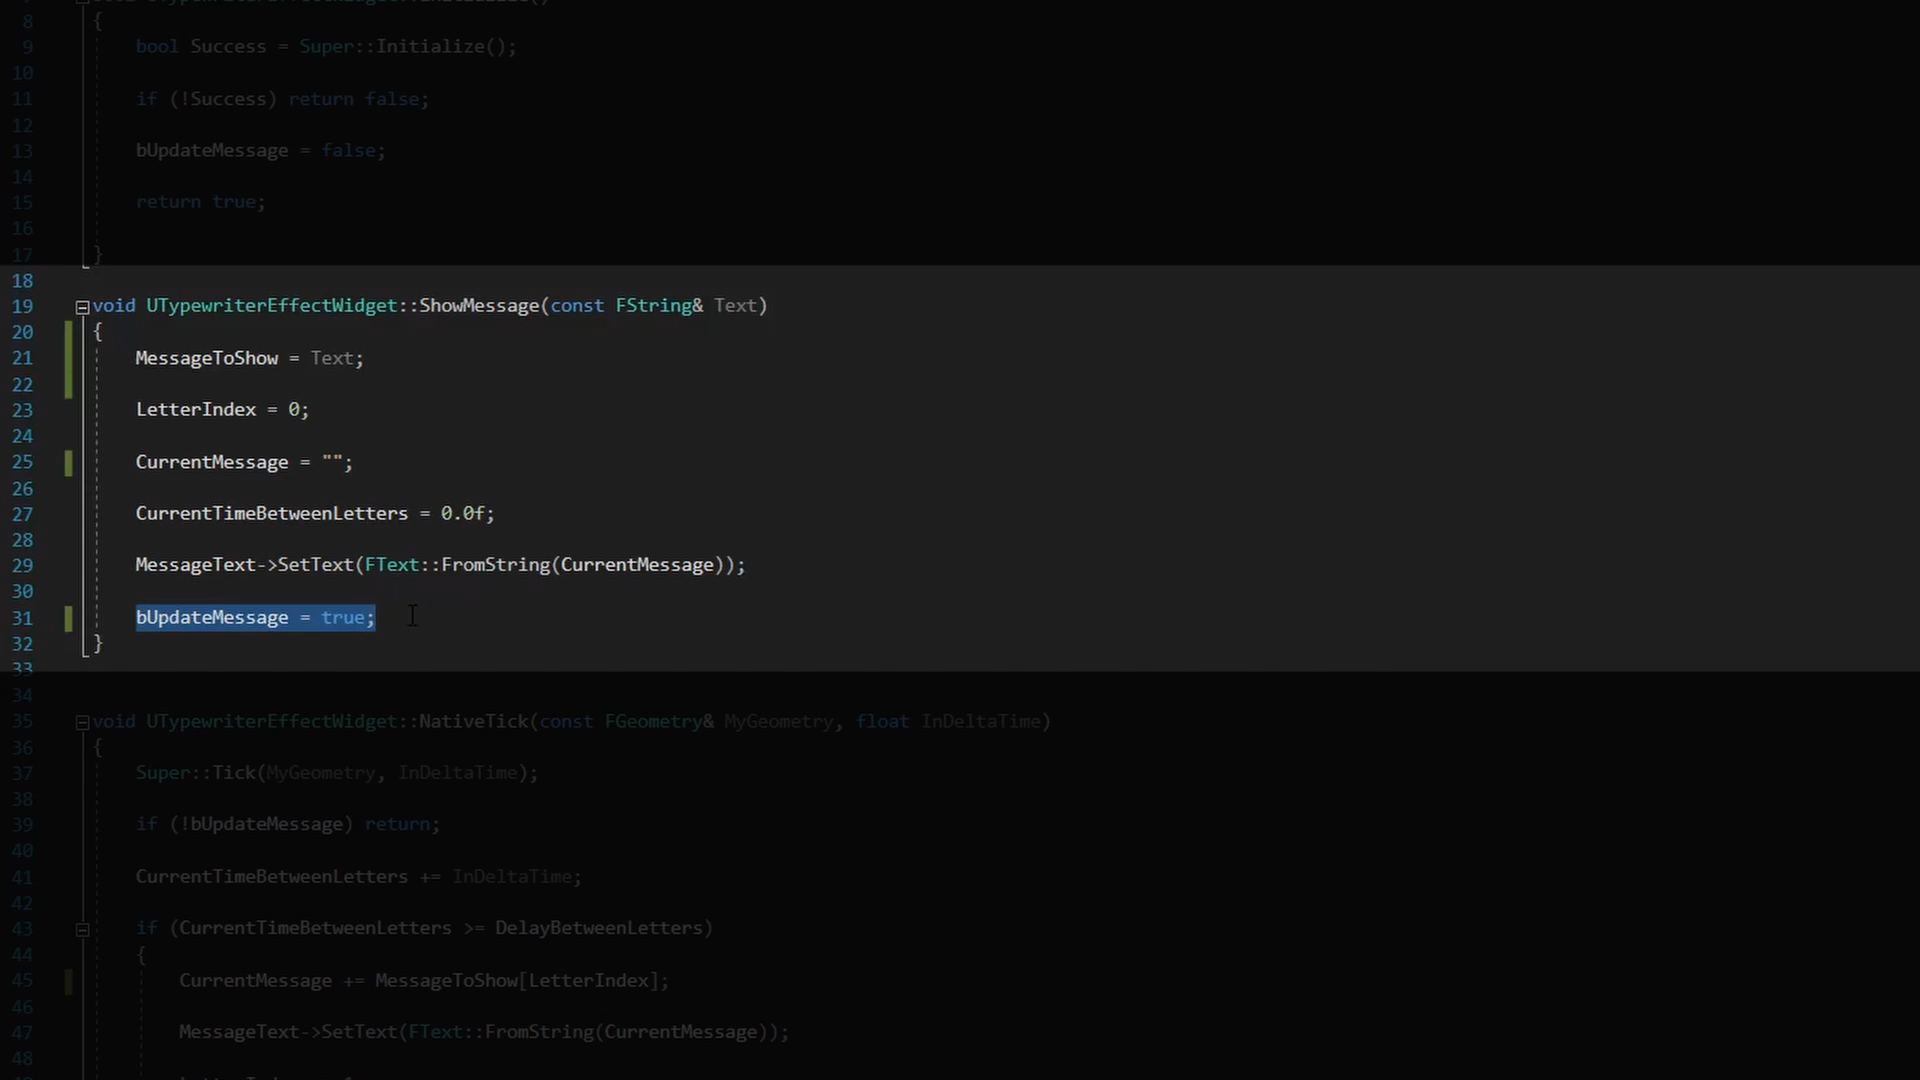 8 {
9 bool Success = Super::Initialize();
10
11 if (!Success) return false;
12
13 bUpdateMessage = false;
14
15 return true;
16
17 }
18
19 void UTypewriterEffectWidget::ShowMessage(const FString& Text)
20 {
21 MessageToShow = Text;
22
23 LetterIndex = 0;
24
25 CurrentMessage = "";
26
27 CurrentTimeBetweenLetters = 0.0f;
28
29 MessageText->SetText(FText::FromString(CurrentMessage));
30
31 bUpdateMessage = true;
32 }
33
34
35 void UTypewriterEffectWidget::NativeTick(const FGeometry& MyGeometry, float InDeltaTime)
36 {
37 Super::Tick(MyGeometry, InDeltaTime);
38
39 if (!bUpdateMessage) return;
40
41 CurrentTimeBetweenLetters += InDeltaTime;
42
43 if (CurrentTimeBetweenLetters >= DelayBetweenLetters)
44 {
45 CurrentMessage += MessageToShow[LetterIndex];
46
47 MessageText->SetText(FText::FromString(CurrentMessage));
48